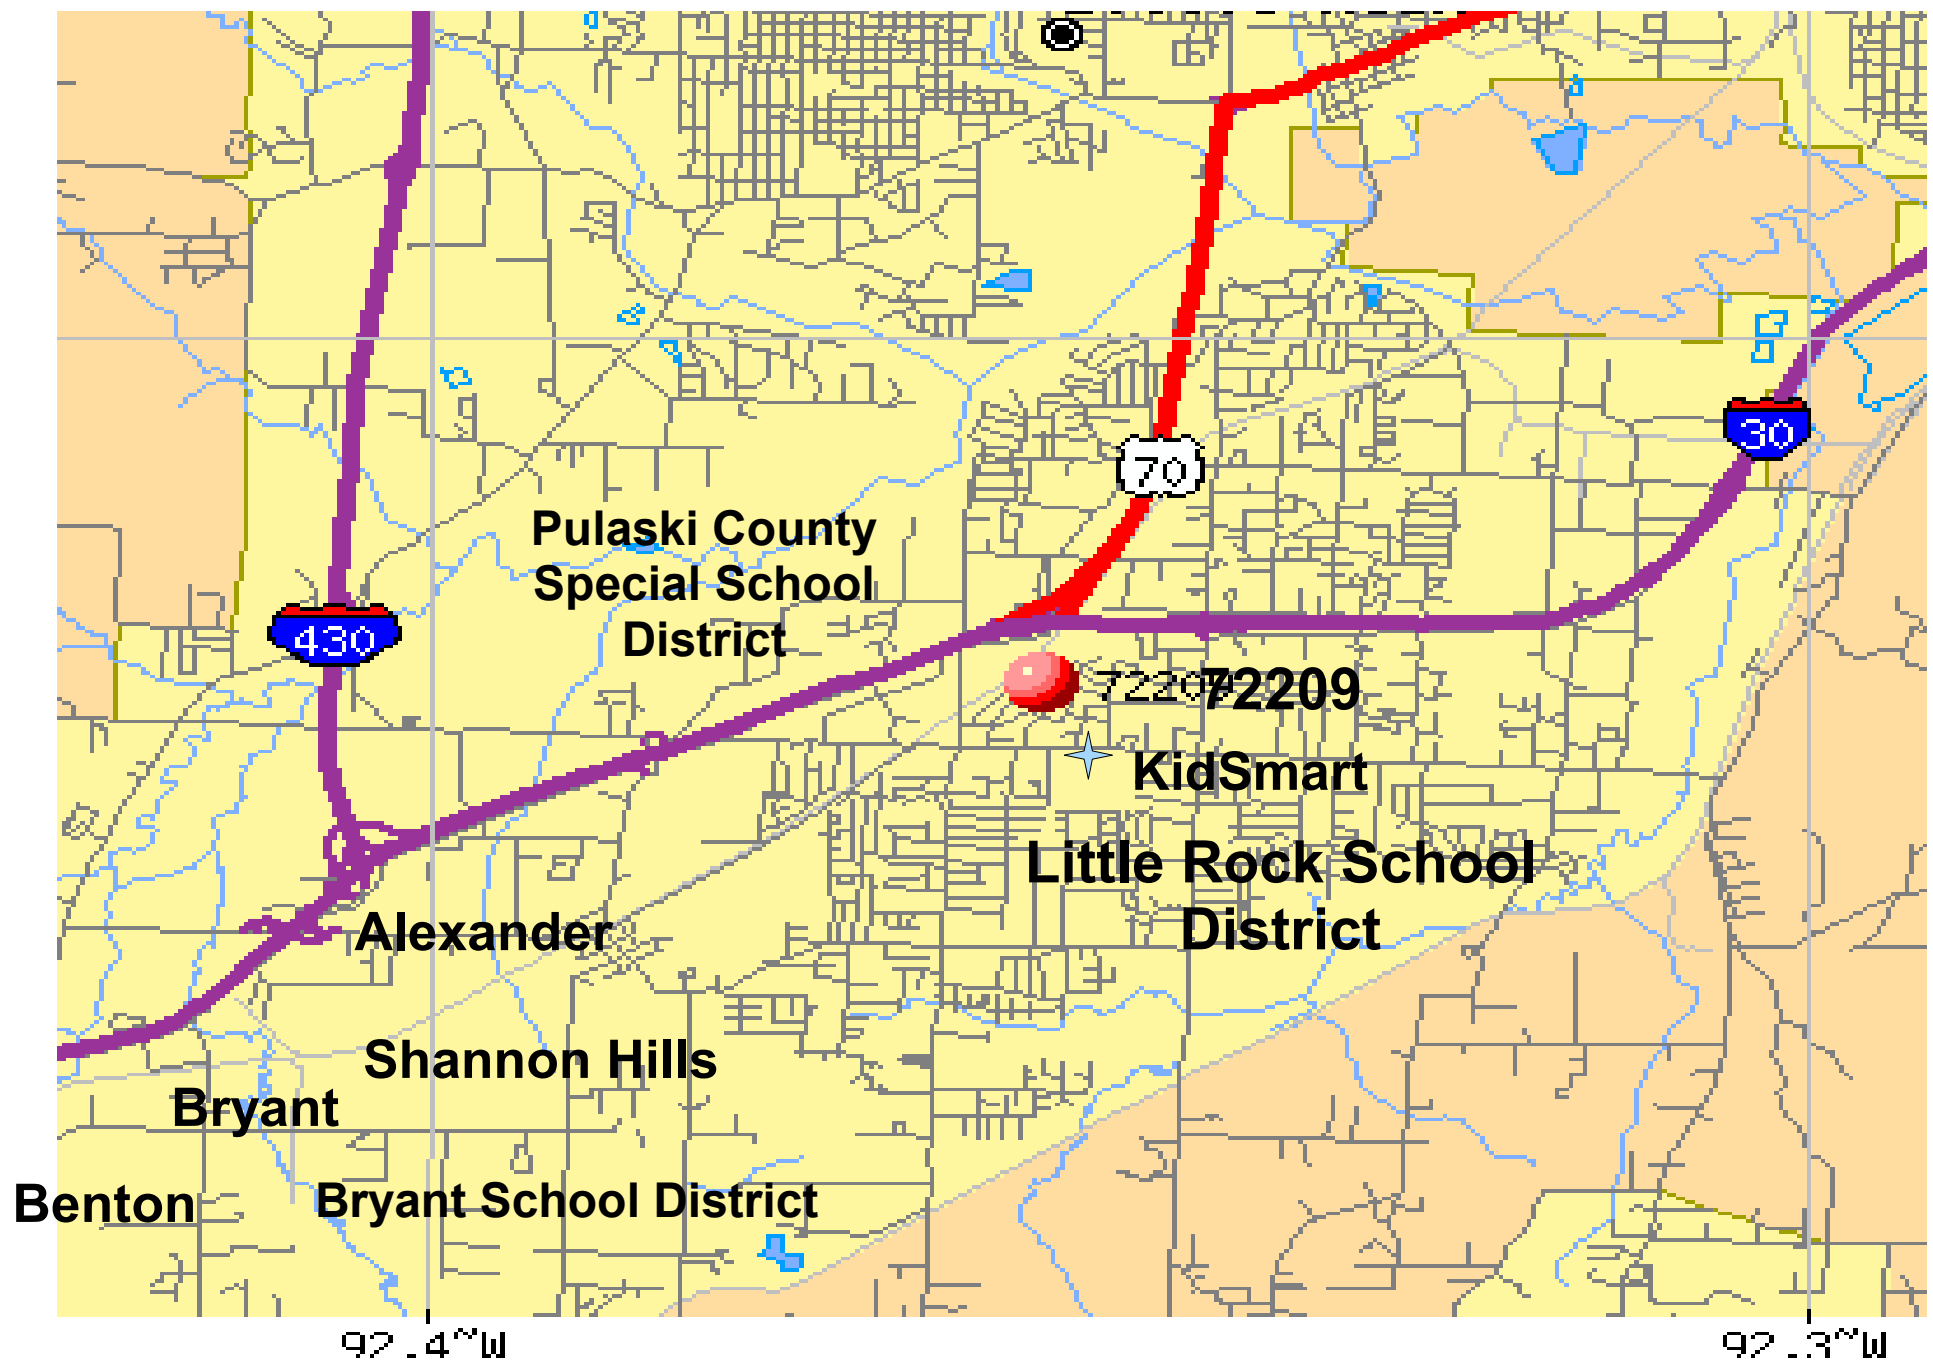 70
30
Pulaski County
Special School
District
430
72209
72209
KidSmart
Little Rock School
District
Alexander
Shannon Hills
Bryant
Benton
Bryant School District
92.4~W
92.3~W